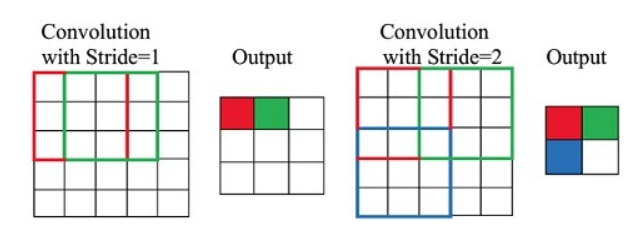 Convolution
with Stride=1
Output
Convolution
with Stride=2
Output